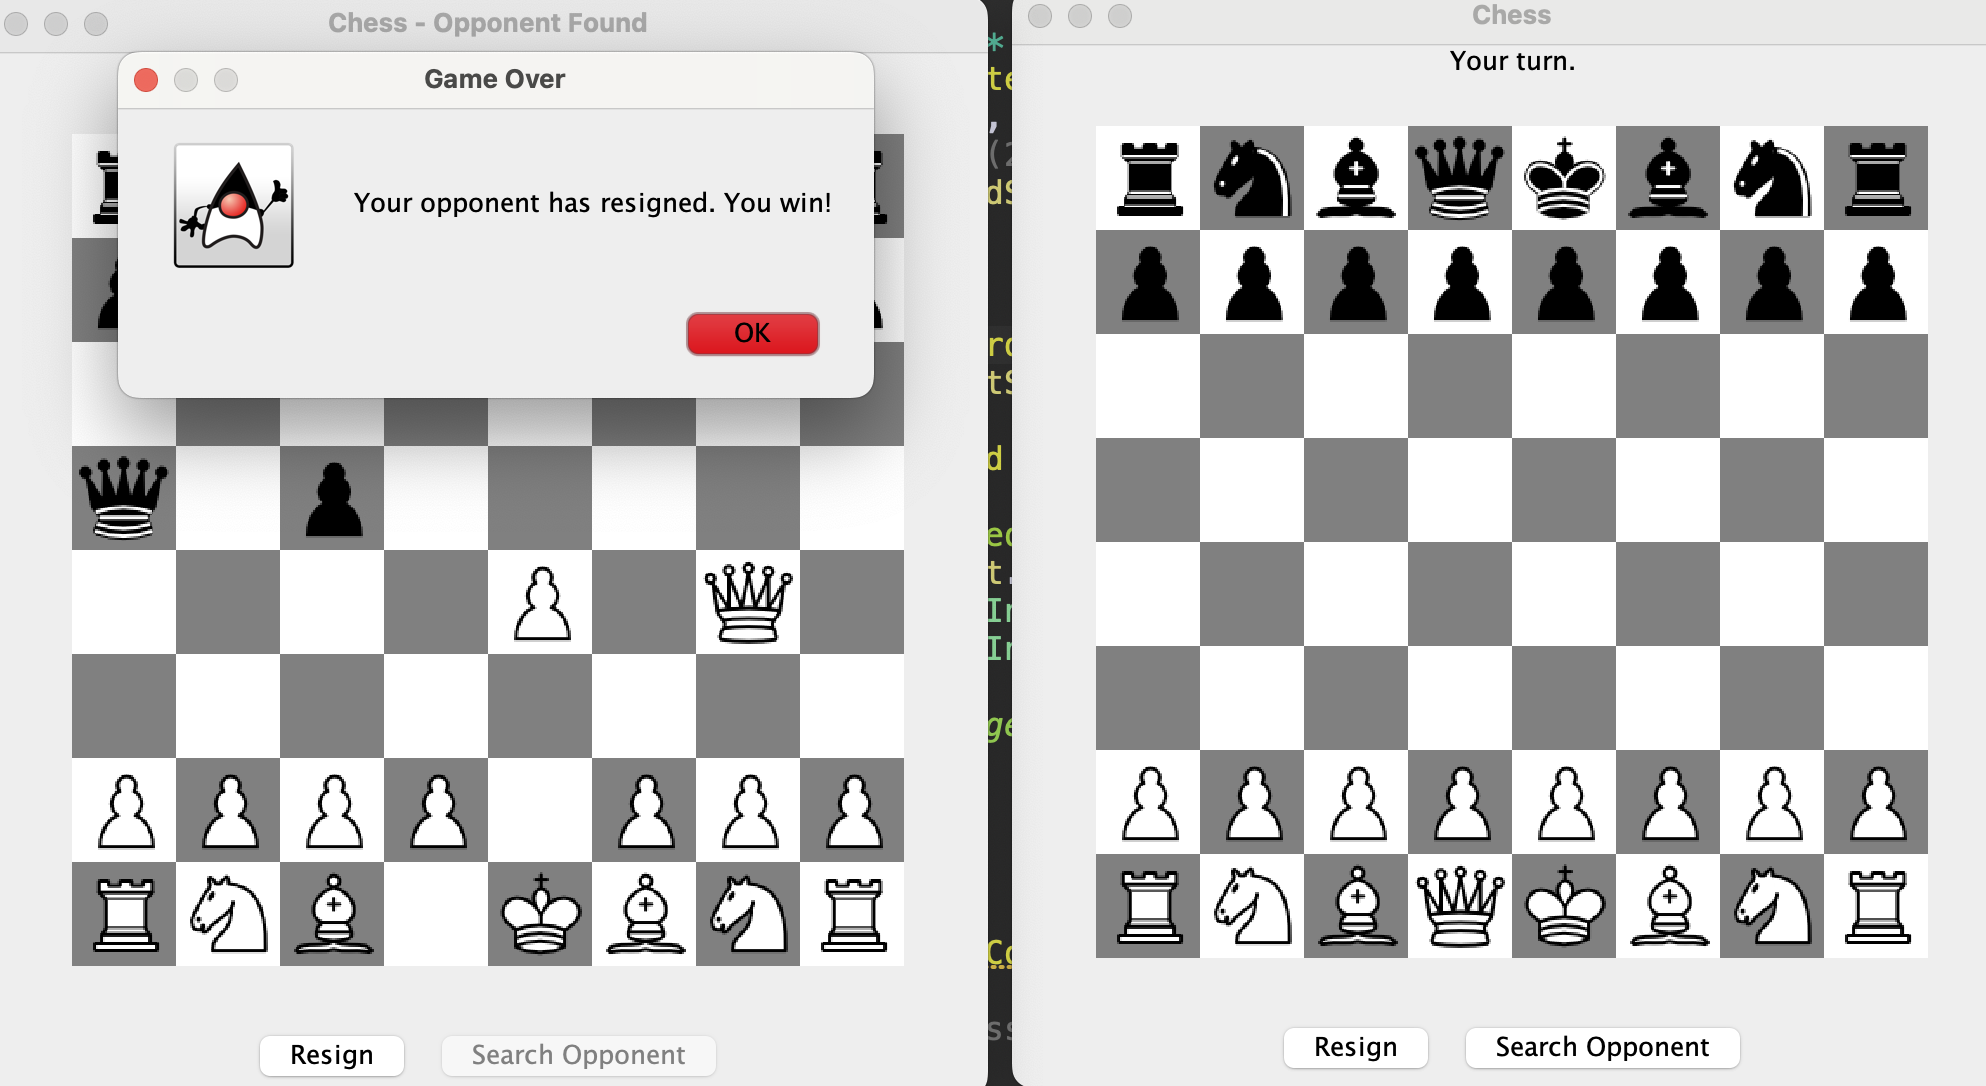 Chess - Opponent Found
Game Over
Your opponent has resigned. You win!
OK
Resign
Search Opponent
Chess
Your turn.
Resign
Search Opponent